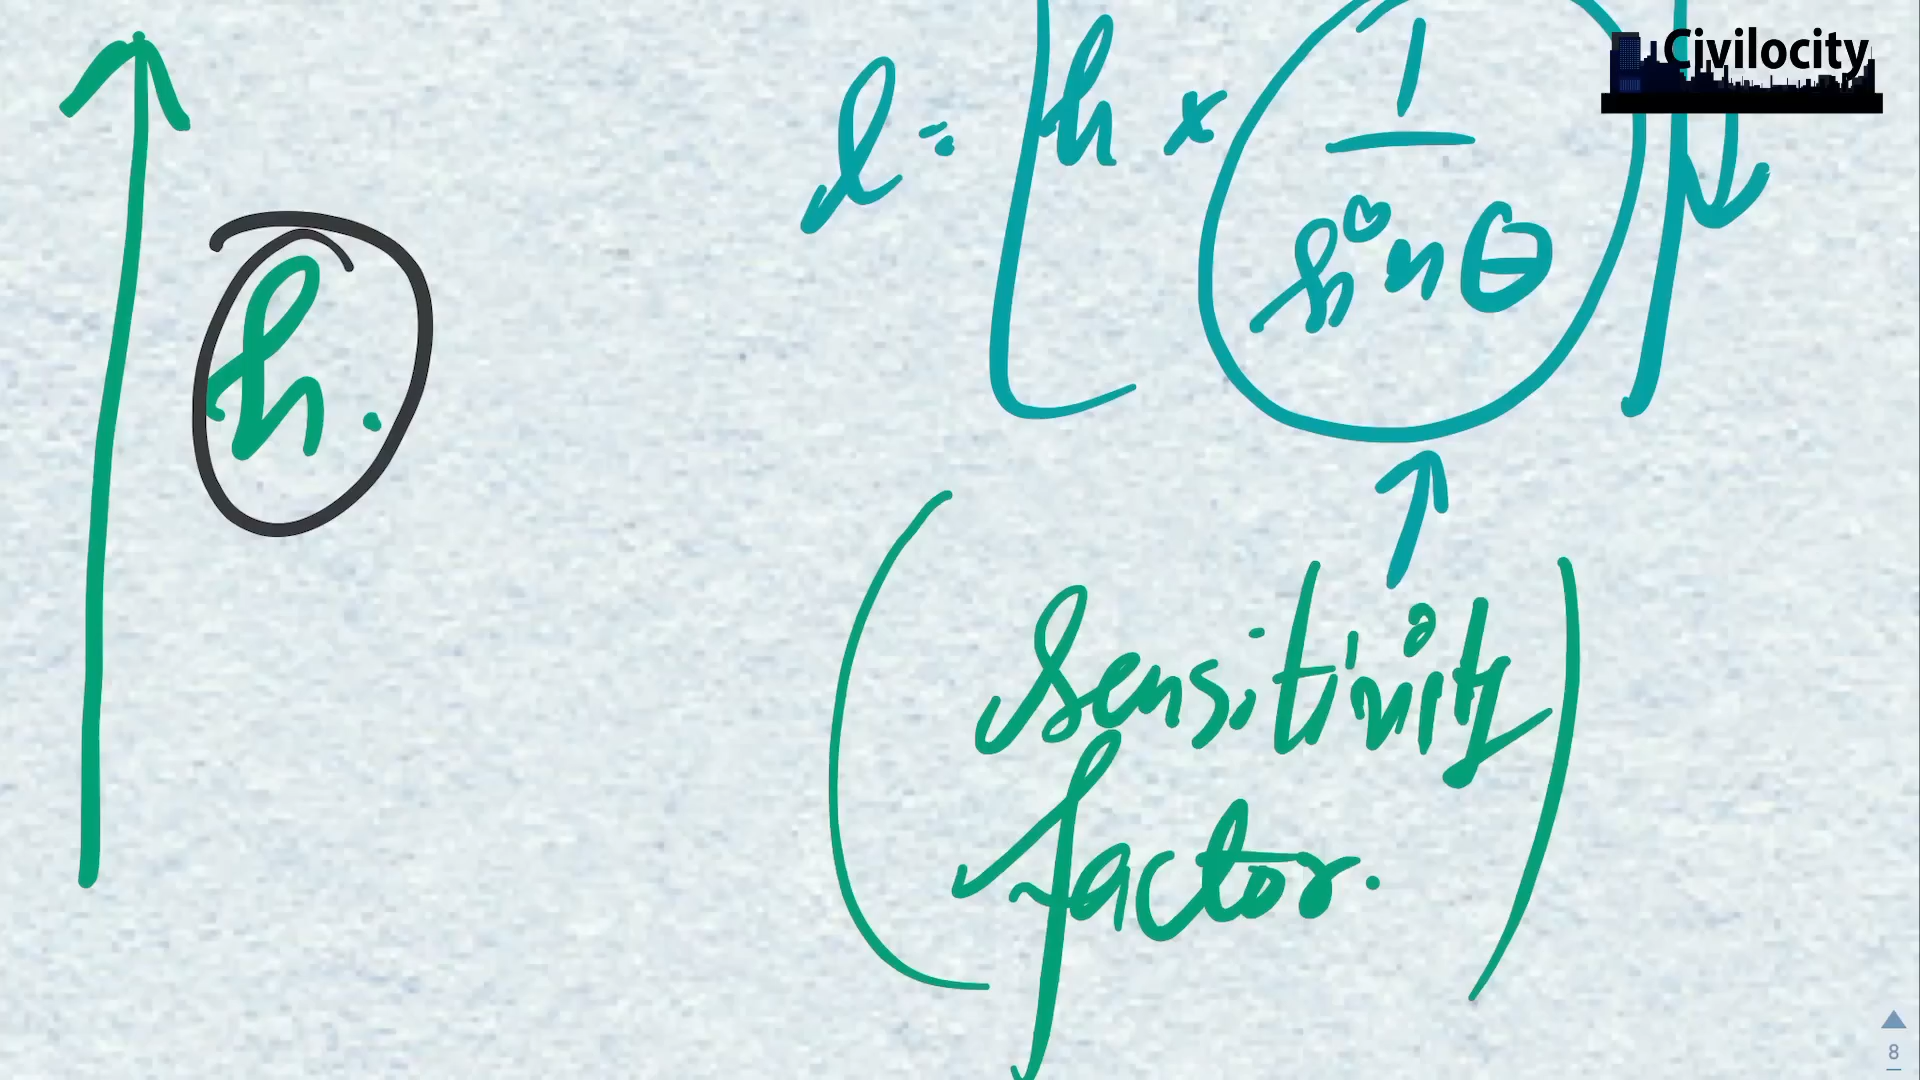 Civilocity
l = h × 1
sin θ
h.
Sensitivity
factor.
8